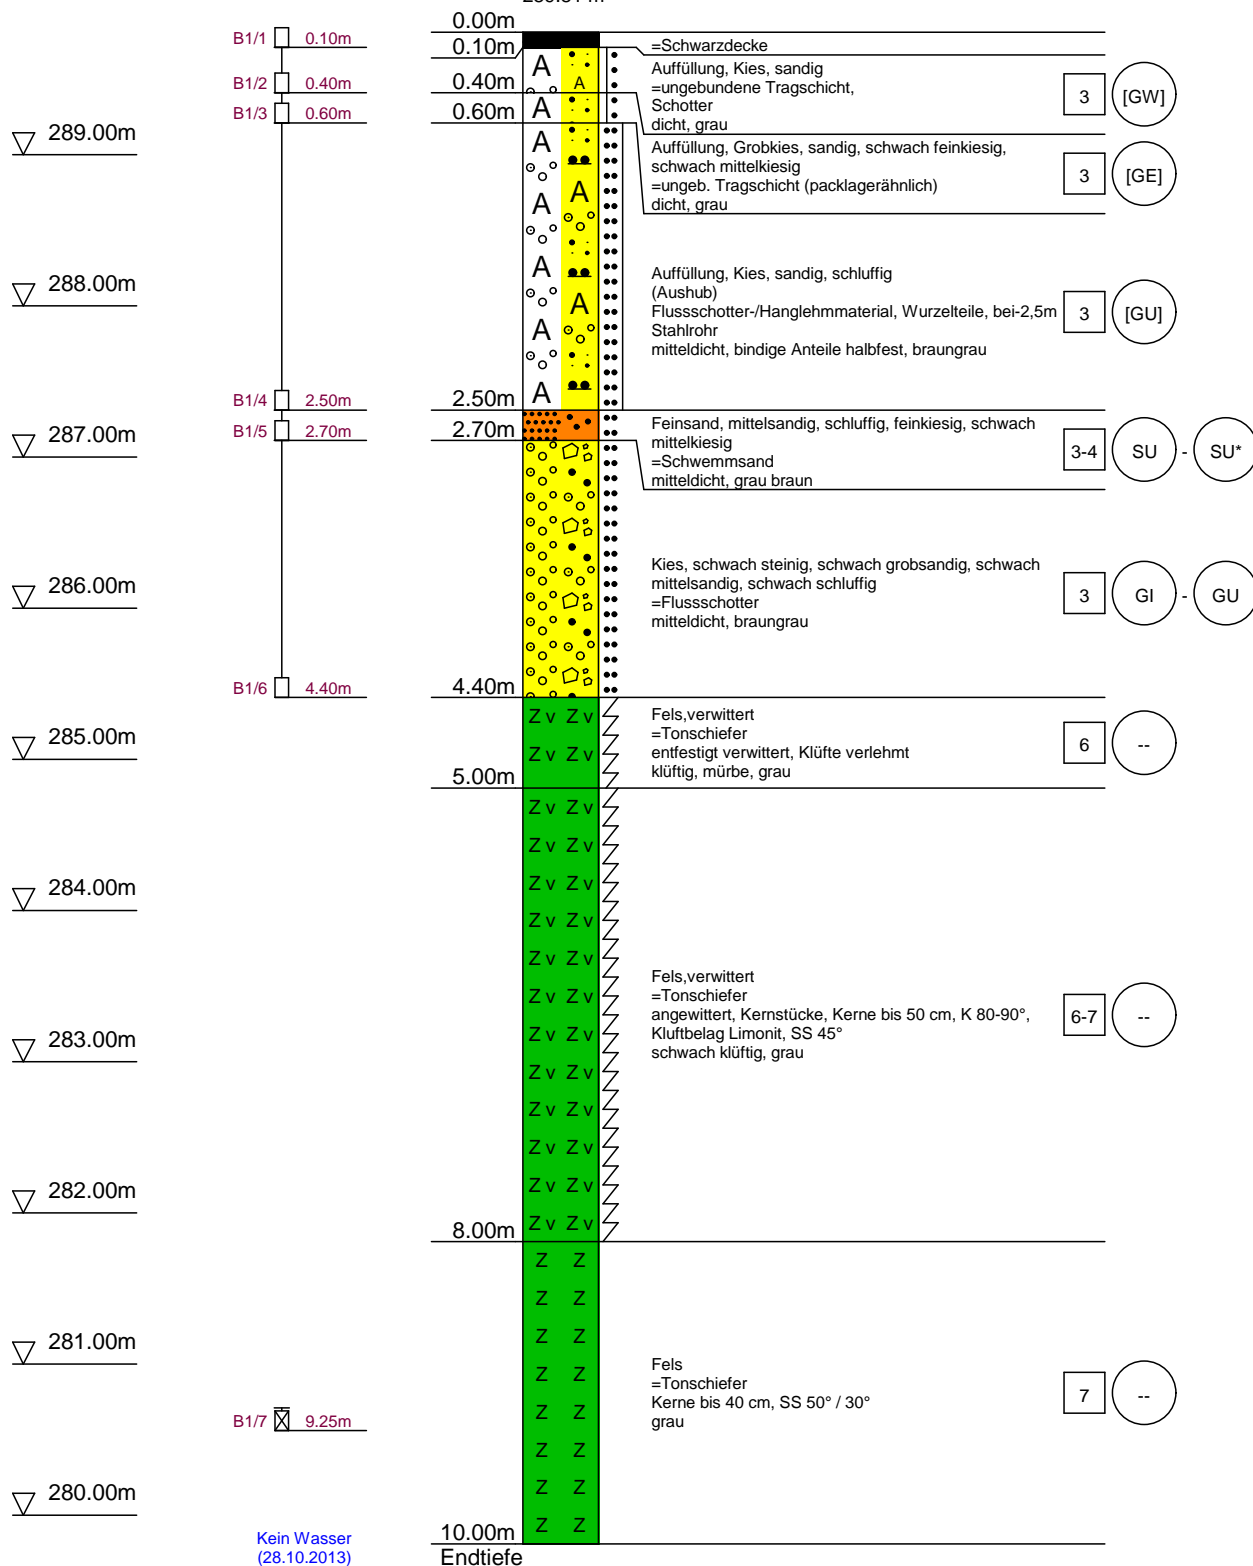 0.00m
B1/1 0.10m
0.10m
=Schwarzdecke
B1/2 0.40m
0.40m
A A
Auffüllung, Kies, sandig
=ungebundene Tragschicht,
Schotter
dicht, grau
3 [GW]
B1/3 0.60m
0.60m
A
289.00m
A
Auffüllung, Grobkies, sandig, schwach feinkiesig,
schwach mittelkiesig
=ungeb. Tragschicht (packlagerähnlich)
dicht, grau
3 [GE]
A A
288.00m
A A
A
A
Auffüllung, Kies, sandig, schluffig
(Aushub)
Flussschotter-/Hanglehmmaterial, Wurzelteile, bei-2,5m
Stahlrohr
mitteldicht, bindige Anteile halbfest, braungrau
3 [GU]
B1/4 2.50m
2.50m
287.00m
B1/5 2.70m
2.70m
Feinsand, mittelsandig, schluffig, feinkiesig, schwach
mittelkiesig
=Schwemmsand
mitteldicht, grau braun
3-4 SU - SU*
286.00m
Kies, schwach steinig, schwach grobsandig, schwach
mittelsandig, schwach schluffig
=Flussschotter
mitteldicht, braungrau
3 GI - GU
B1/6 4.40m
4.40m
285.00m
Z v Z v
Z v Z v
Fels,verwittert
=Tonschiefer
entfestigt verwittert, Klüfte verlehmt
klüftig, mürbe, grau
6 --
5.00m
284.00m
283.00m
282.00m
Z v Z v
Z v Z v
Z v Z v
Z v Z v
Z v Z v
Z v Z v
Z v Z v
Z v Z v
Z v Z v
Z v Z v
Z v Z v
Z v Z v
Fels,verwittert
=Tonschiefer
angewittert, Kernstücke, Kerne bis 50 cm, K 80-90°,
Kluftbelag Limonit, SS 45°
schwach klüftig, grau
6-7 --
8.00m
281.00m
Z Z
Z Z
Z Z
Z Z
Z Z
Z Z
Z Z
Z Z
Fels
=Tonschiefer
Kerne bis 40 cm, SS 50° / 30°
grau
7 --
B1/7 9.25m
280.00m
Kein Wasser
(28.10.2013)
10.00m
Endtiefe